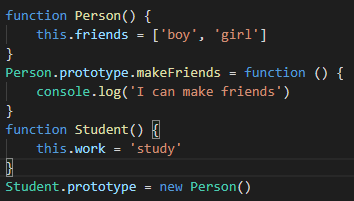 function Person() {
    this.friends = ['boy', 'girl']
}
Person.prototype.makeFriends = function () {
    console.log('I can make friends')
}
function Student() {
    this.work = 'study'
}
Student.prototype = new Person()